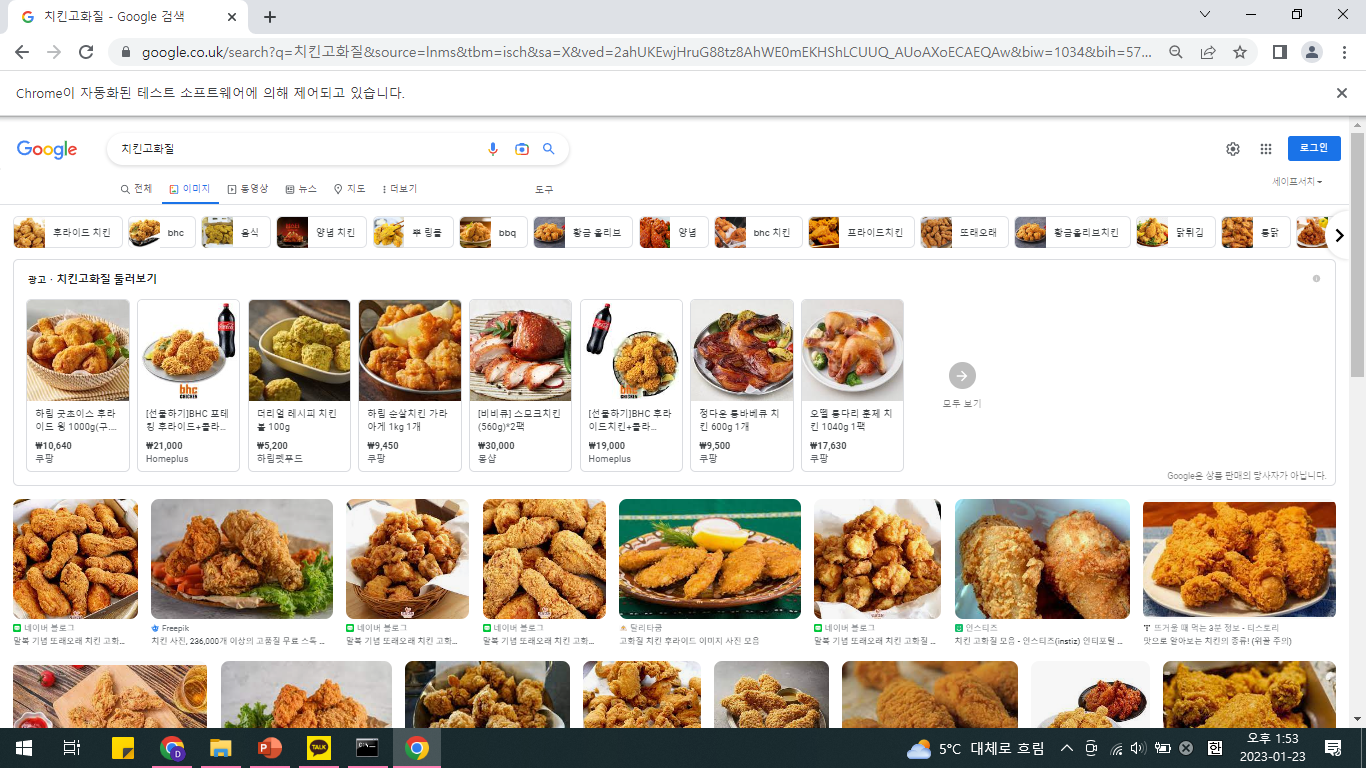 치킨고화질 - Google 검색
google.co.uk/search?q=치킨고화질&source=lnms&tbm=isch&sa=X&ved=2ahUKEwjHruG88tz8AhWE0mEKHShLCUUQ_AUoAXoECAEQAw&biw=1034&bih=57...
Chrome이 자동화된 테스트 소프트웨어에 의해 제어되고 있습니다.
Google 치킨고화질 로그인
전체 이미지 동영상 뉴스 지도 더보기 도구 세이프서치
후라이드 치킨 bhc 음식 양념 치킨 뿌 링클 bbq 황금 올리브 양념 bhc 치킨 프라이드치킨 또래오래 황금올리브치킨 닭튀김 통닭
광고 · 치킨고화질 둘러보기
하림 굿초이스 후라이드 윙 1000g(구...
₩10,640
쿠팡
[선물하기]BHC 포테킹 후라이드+콜라...
₩21,000
Homeplus
더리얼 레시피 치킨볼 100g
₩5,200
하림펫푸드
하림 순살치킨 가라아게 1kg 1개
₩9,450
쿠팡
[비비큐] 스모크치킨(560g)*2팩
₩30,000
몽샵
[선물하기]BHC 후라이드치킨+콜라...
₩19,000
Homeplus
정다운 통바베큐 치킨 600g 1개
₩9,500
쿠팡
오쎌 통다리 훈제 치킨 1040g 1팩
₩17,630
쿠팡
모두 보기
Google은 상품 판매의 당사자가 아닙니다.
네이버 블로그
말복 기념 또래오래 치킨 고화...
Freepik
치킨 사진, 236,000개 이상의 고품질 무료 스톡 ...
네이버 블로그
말복 기념 또래오래 치킨 고화...
네이버 블로그
말복 기념 또래오래 치킨 고화...
달리타궁
고화질 치킨 후라이드 이미지 사진 모음
네이버 블로그
말복 기념 또래오래 치킨 고화질 ...
인스티즈
치킨 고화질 모음 - 인스티즈(instiz) 인티포털 ...
뜨거울 때 먹는 3분 정보 - 티스토리
맛으로 알아보는 치킨의 종류! (위꼴 주의)
TALK
5°C 대체로 흐림
한
오후 1:53
2023-01-23